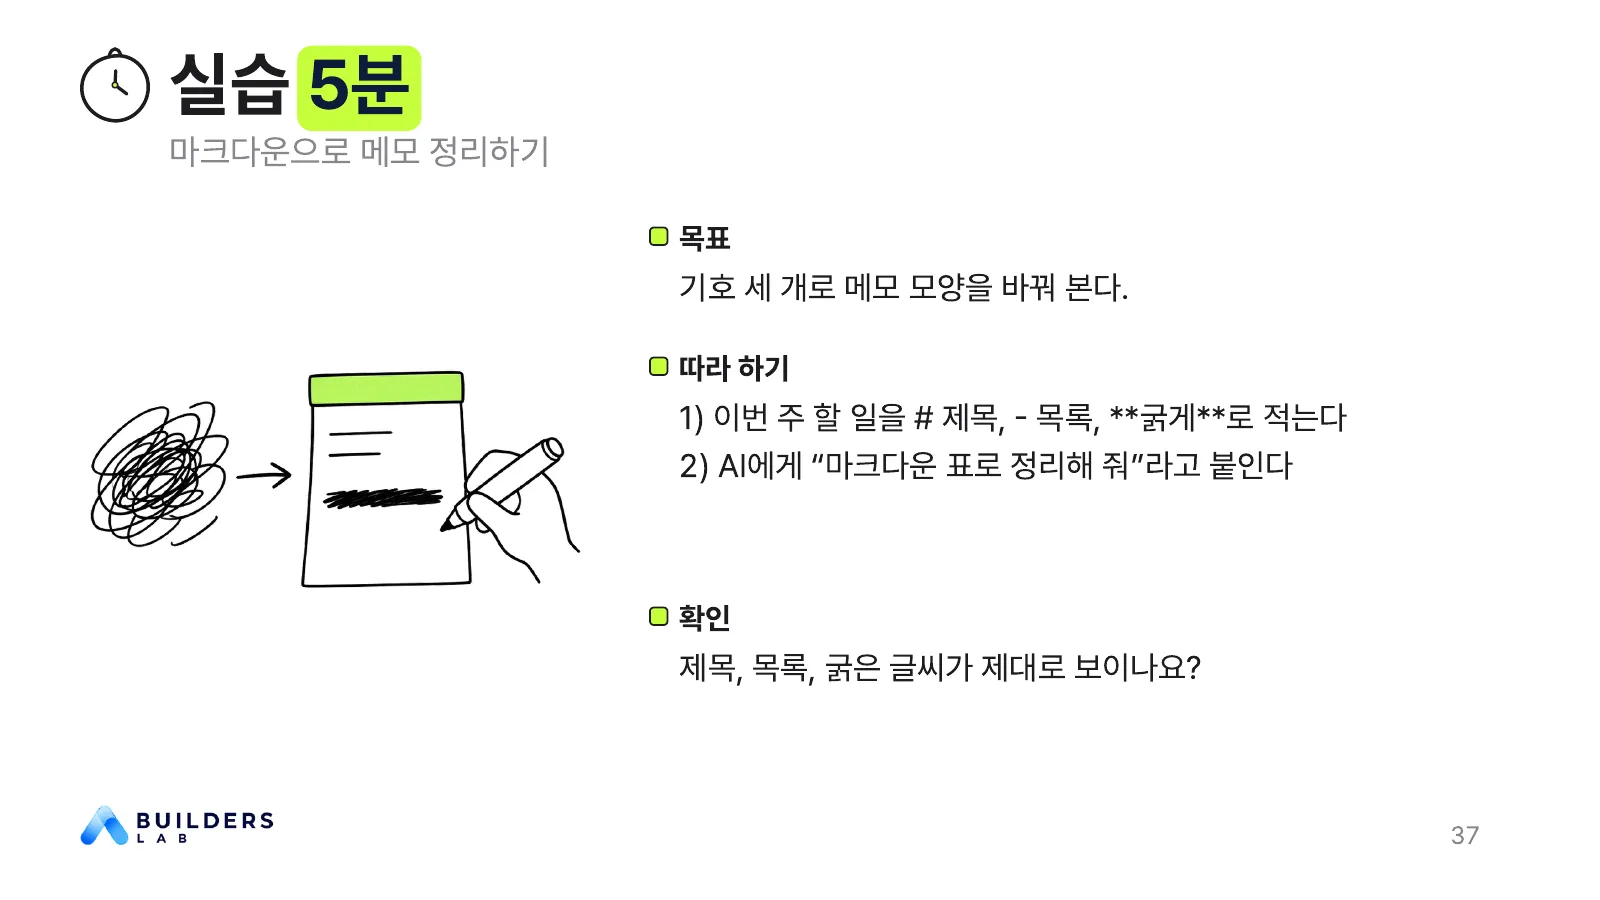 실습 5분
마크다운으로 메모 정리하기
목표
기호 세 개로 메모 모양을 바꿔 본다.
따라 하기
1) 이번 주 할 일을 # 제목, - 목록, **굵게**로 적는다
2) AI에게 “마크다운 표로 정리해 줘”라고 붙인다
확인
제목, 목록, 굵은 글씨가 제대로 보이나요?
BUILDERS
LAB
37